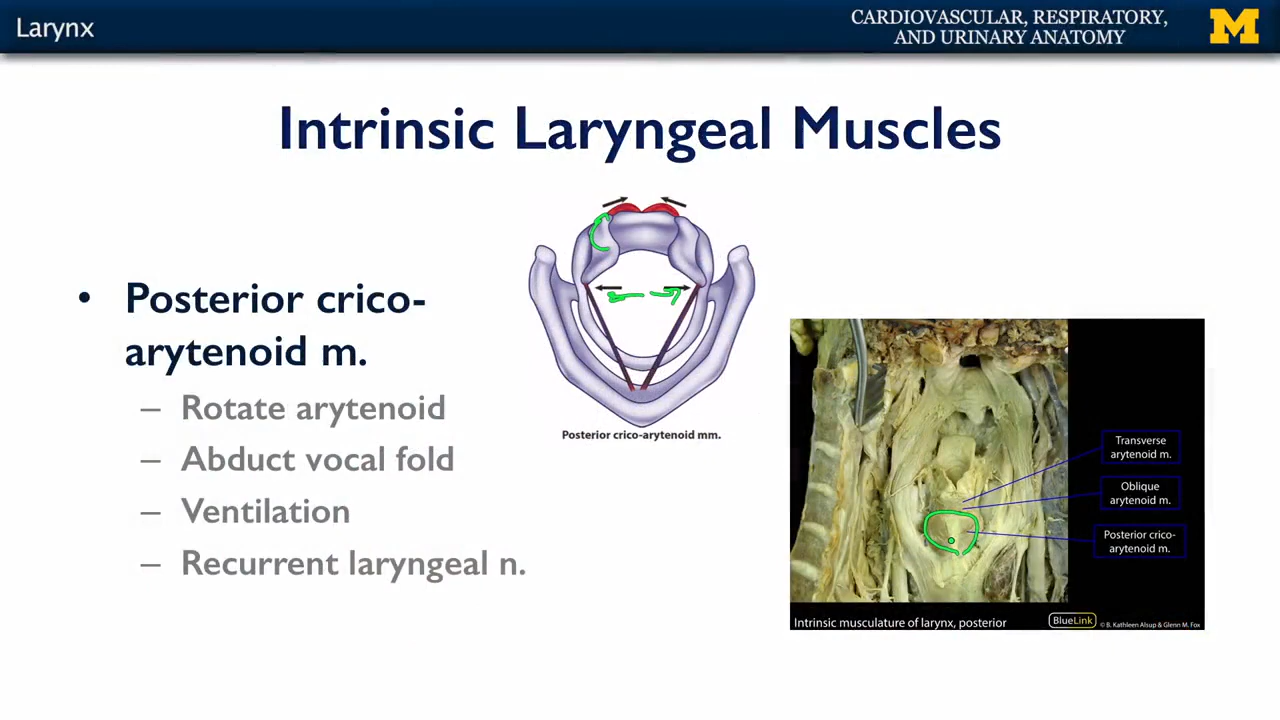 Larynx
CARDIOVASCULAR, RESPIRATORY,
AND URINARY ANATOMY
M
Intrinsic Laryngeal Muscles
• Posterior crico-
arytenoid m.
– Rotate arytenoid
– Abduct vocal fold
– Ventilation
– Recurrent laryngeal n.
Posterior crico-arytenoid mm.
Transverse
arytenoid m.
Oblique
arytenoid m.
Posterior crico-
arytenoid m.
Intrinsic musculature of larynx, posterior
BlueLink
© B. Kathleen Alsup & Glenn M. Fox